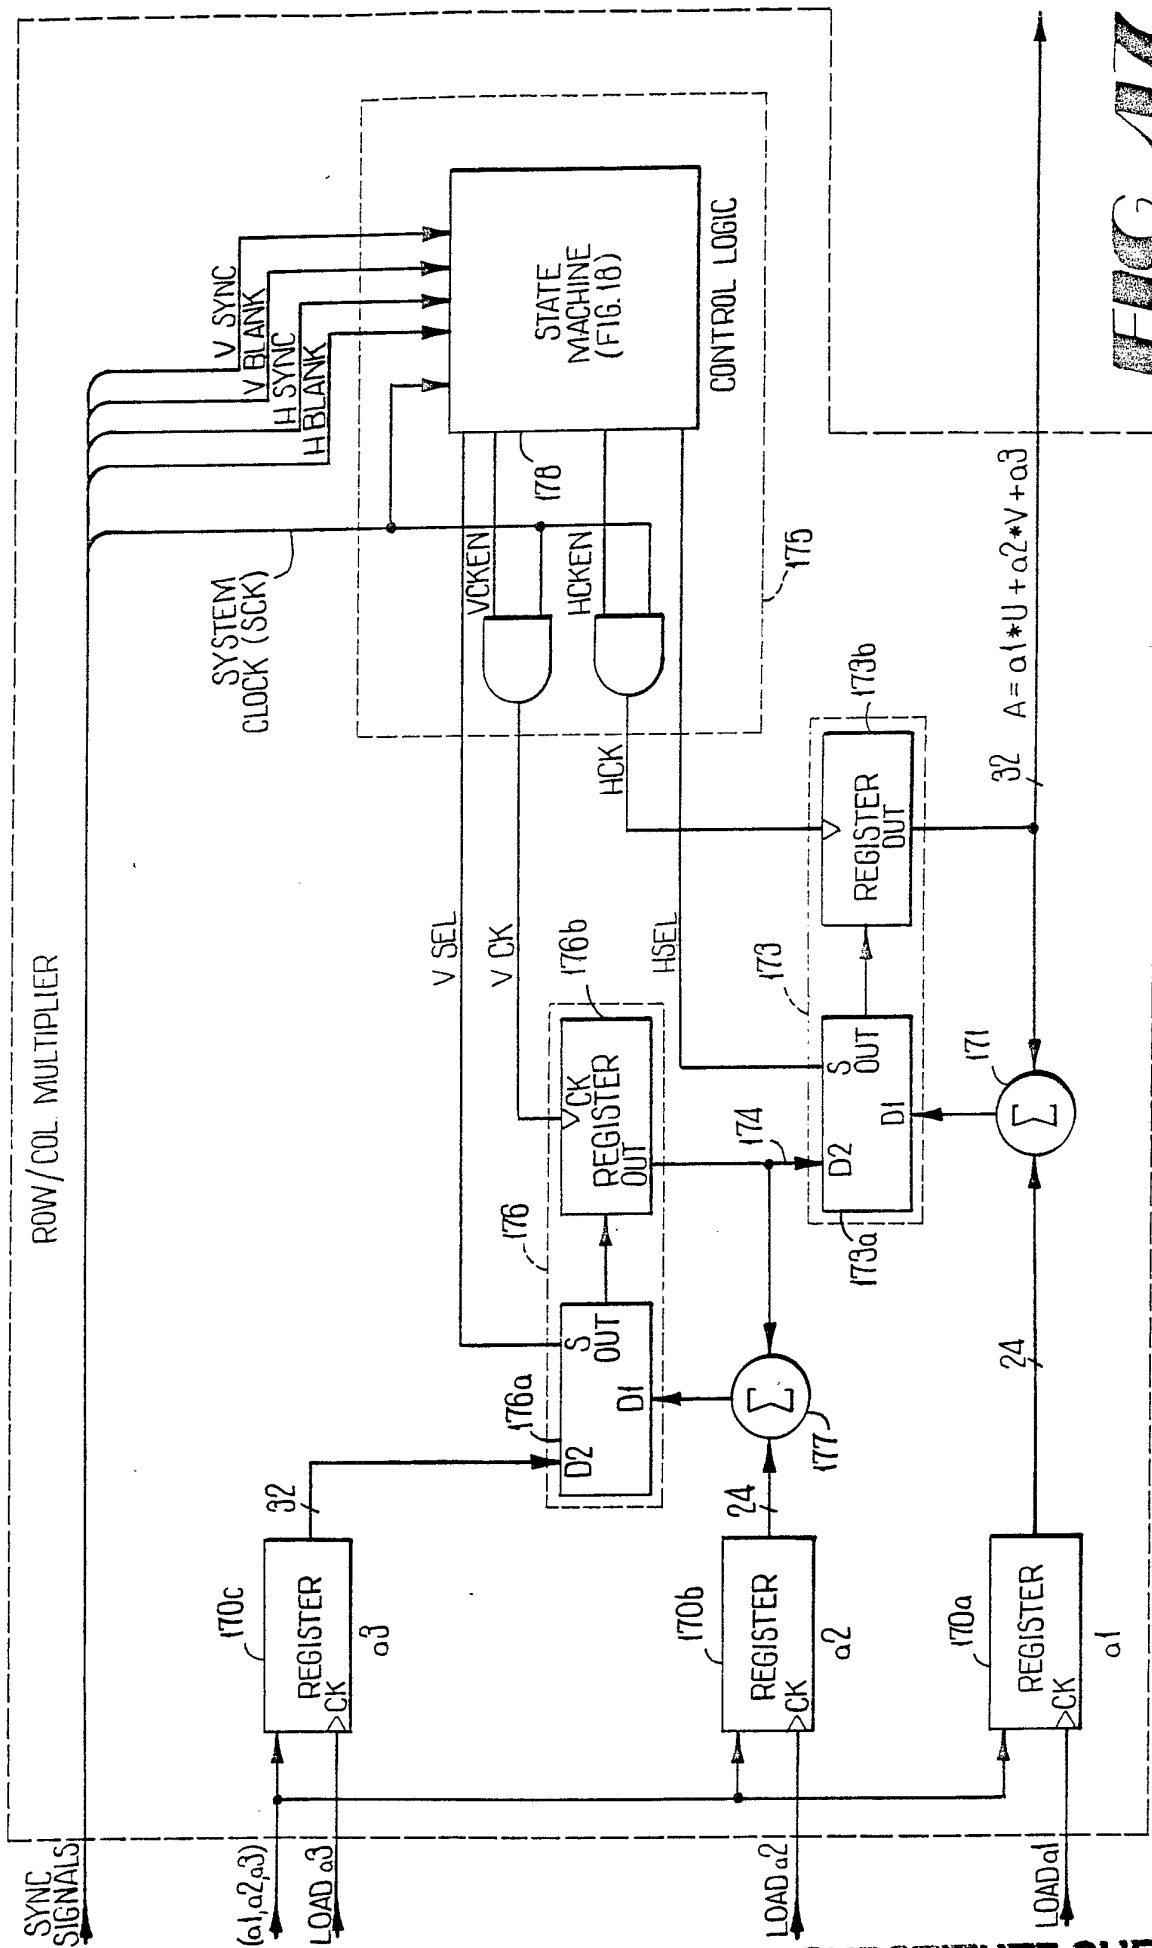 ROW/COL. MULTIPLIER
SYNC
SIGNALS
(a1,a2,a3)
LOAD a3
LOAD a2
LOAD a1
170c
REGISTER
CK
a3
32
170b
REGISTER
CK
a2
24
170a
REGISTER
CK
a1
24
176
176a
D2
S
OUT
D1
176b
CK
REGISTER
OUT
177
Σ
174
173
173a
D2
S
OUT
D1
173b
REGISTER
OUT
171
Σ
V SEL
V CK
HSEL
HCK
SYSTEM
CLOCK (SCK)
VCKEN
HCKEN
175
178
V SYNC
V BLANK
H SYNC
H BLANK
STATE
MACHINE
(FIG. 18)
CONTROL LOGIC
32
A = a1*U + a2*V + a3